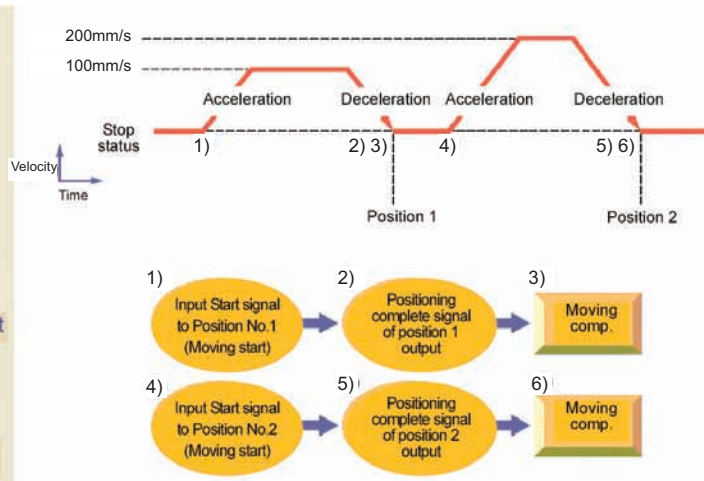 200mm/s
100mm/s
Acceleration Deceleration Acceleration Deceleration
Stop
status
1) 2) 3) 4) 5) 6)
Velocity
Time
Position 1 Position 2
1) 2) 3)
Input Start signal
to Position No.1
(Moving start)
Positioning
complete signal
of position 1
output
Moving
comp.
4) 5) 6)
Input Start signal
to Position No.2
(Moving start)
Positioning
complete signal
of position 2
output
Moving
comp.
t